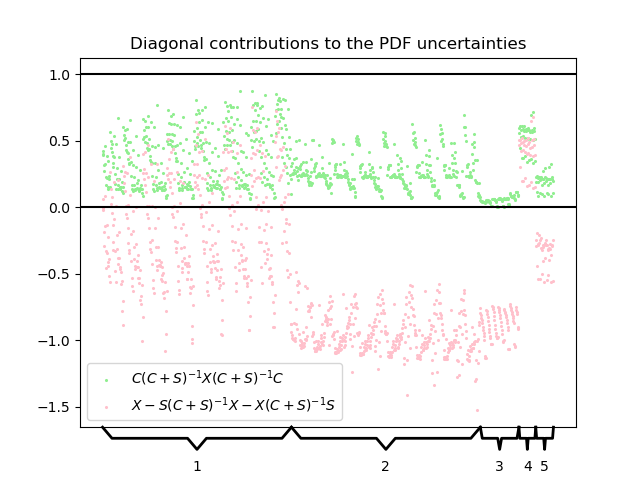 Diagonal contributions to the PDF uncertainties
1.0
0.5
0.0
−0.5
−1.0
−1.5
C(C + S)⁻¹X(C + S)⁻¹C
X − S(C + S)⁻¹X − X(C + S)⁻¹S
1 2 3 4 5